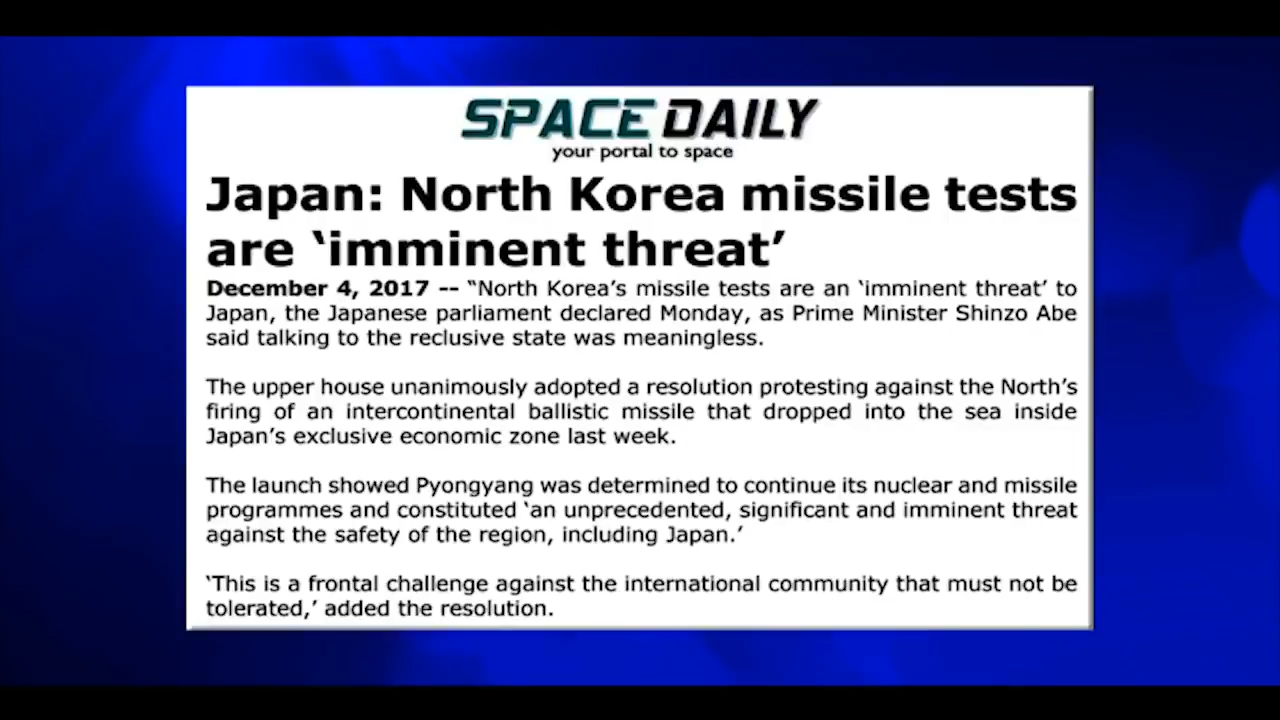 SPACE DAILY
your portal to space
Japan: North Korea missile tests
are ‘imminent threat’
December 4, 2017 -- “North Korea’s missile tests are an ‘imminent threat’ to
Japan, the Japanese parliament declared Monday, as Prime Minister Shinzo Abe
said talking to the reclusive state was meaningless.
The upper house unanimously adopted a resolution protesting against the North’s
firing of an intercontinental ballistic missile that dropped into the sea inside
Japan’s exclusive economic zone last week.
The launch showed Pyongyang was determined to continue its nuclear and missile
programmes and constituted ‘an unprecedented, significant and imminent threat
against the safety of the region, including Japan.’
‘This is a frontal challenge against the international community that must not be
tolerated,’ added the resolution.